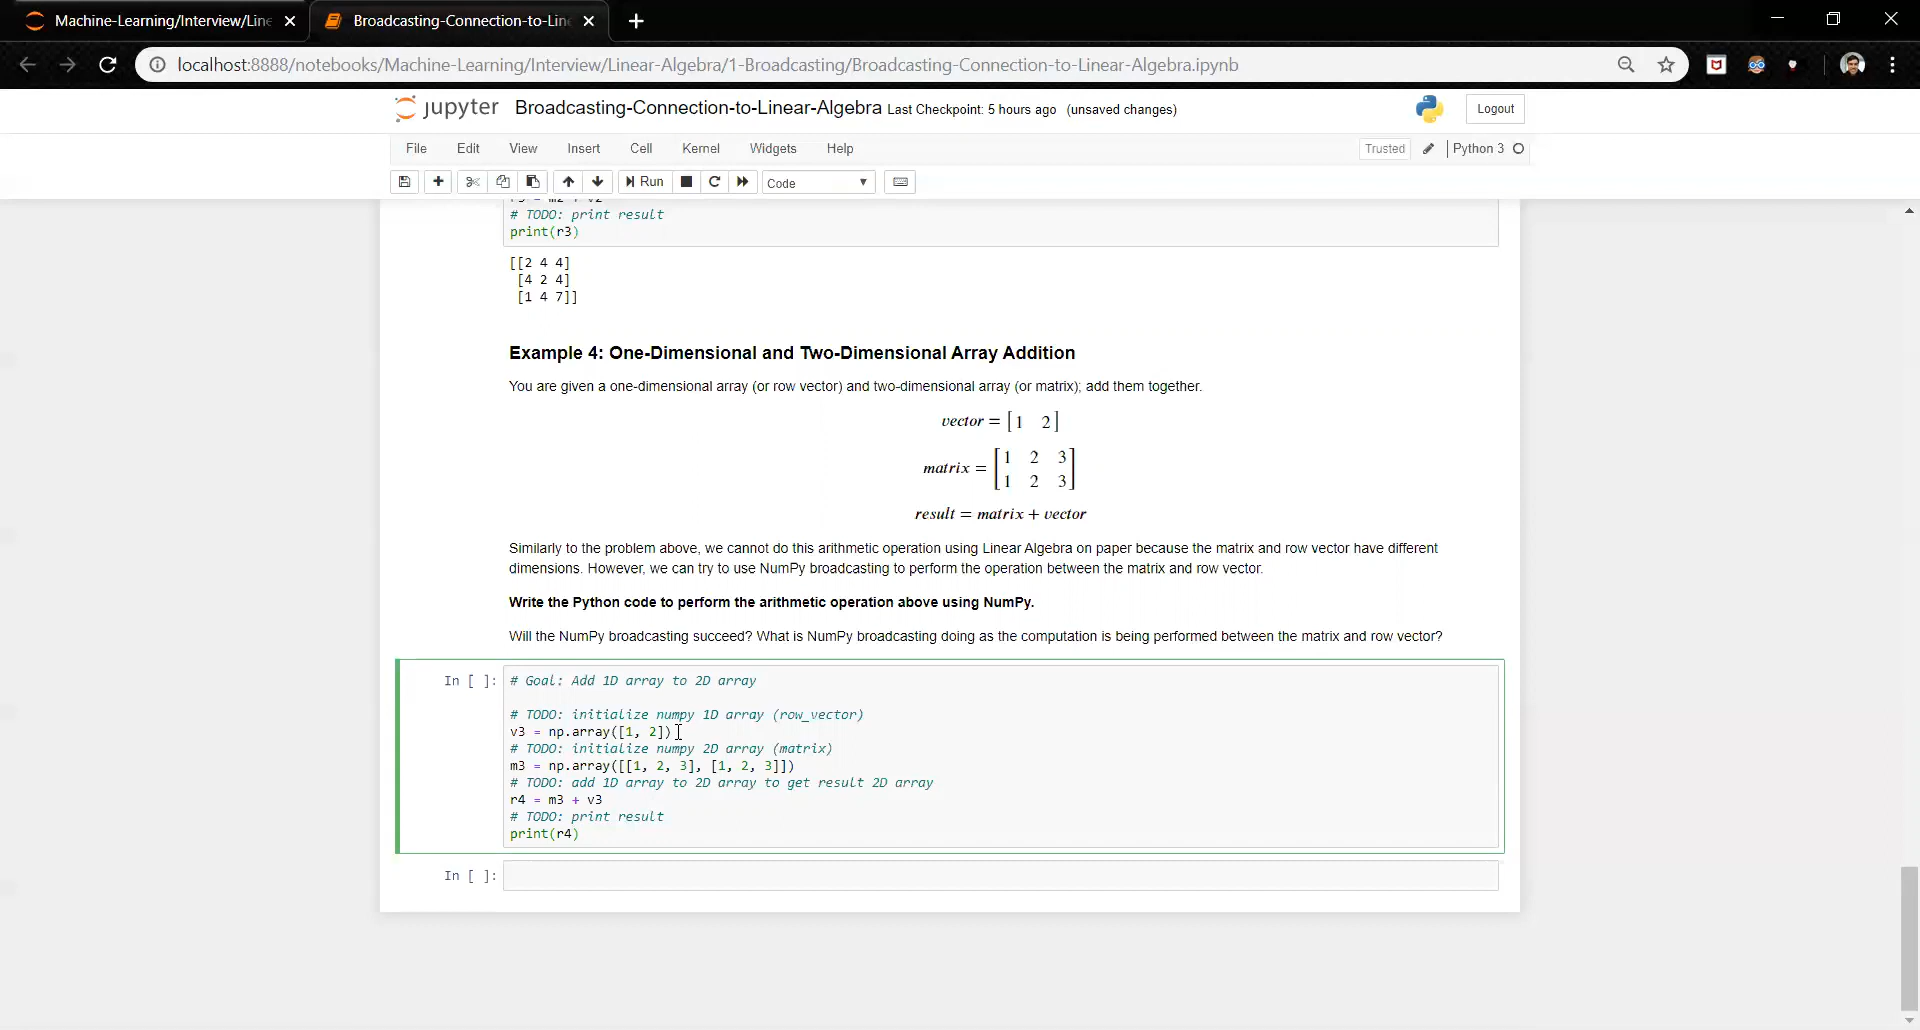 Machine-Learning/Interview/Line
Broadcasting-Connection-to-Line
localhost:8888/notebooks/Machine-Learning/Interview/Linear-Algebra/1-Broadcasting/Broadcasting-Connection-to-Linear-Algebra.ipynb
jupyter Broadcasting-Connection-to-Linear-Algebra Last Checkpoint: 5 hours ago (unsaved changes) Logout
File Edit View Insert Cell Kernel Widgets Help Trusted Python 3
Run Code
# TODO: print result
print(r3)
[[2 4 4]
[4 2 4]
[1 4 7]]
Example 4: One-Dimensional and Two-Dimensional Array Addition
You are given a one-dimensional array (or row vector) and two-dimensional array (or matrix); add them together.
vector = [1 2]
matrix = [1 2 3
1 2 3]
result = matrix + vector
Similarly to the problem above, we cannot do this arithmetic operation using Linear Algebra on paper because the matrix and row vector have different
dimensions. However, we can try to use NumPy broadcasting to perform the operation between the matrix and row vector.
Write the Python code to perform the arithmetic operation above using NumPy.
Will the NumPy broadcasting succeed? What is NumPy broadcasting doing as the computation is being performed between the matrix and row vector?
In [ ]: # Goal: Add 1D array to 2D array
# TODO: initialize numpy 1D array (row_vector)
v3 = np.array([1, 2])
# TODO: initialize numpy 2D array (matrix)
m3 = np.array([[1, 2, 3], [1, 2, 3]])
# TODO: add 1D array to 2D array to get result 2D array
r4 = m3 + v3
# TODO: print result
print(r4)
In [ ]: